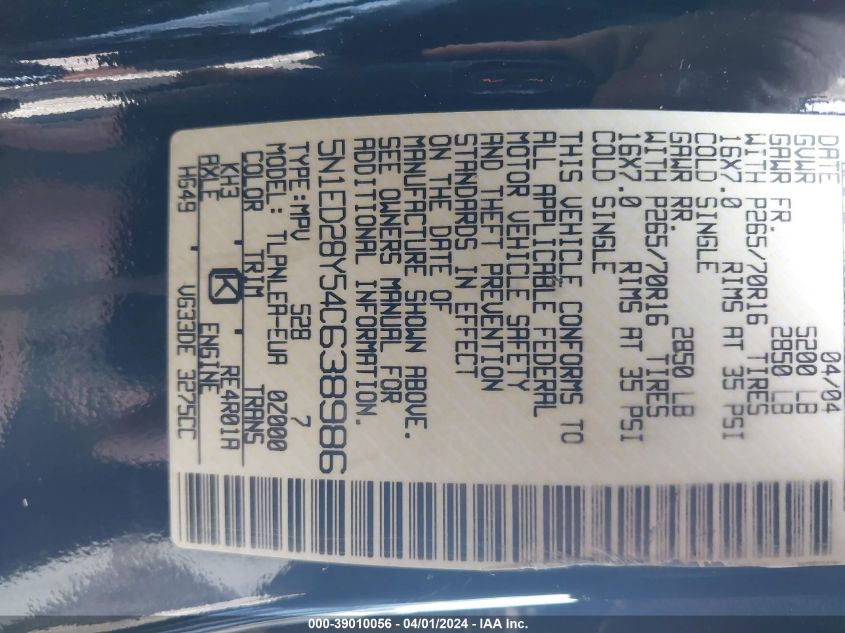 DATE 04/04
GVWR 5200 LB
GAWR FR. 2850 LB
WITH P265/70R16 TIRES
16X7.0 RIMS AT 35 PSI
COLD SINGLE
GAWR RR. 2850 LB
WITH P265/70R16 TIRES
16X7.0 RIMS AT 35 PSI
COLD SINGLE
THIS VEHICLE CONFORMS TO
ALL APPLICABLE FEDERAL
MOTOR VEHICLE SAFETY
AND THEFT PREVENTION
STANDARDS IN EFFECT
ON THE DATE OF
MANUFACTURE SHOWN ABOVE.
SEE OWNERS MANUAL FOR
ADDITIONAL INFORMATION.
5N1ED28Y54C638986
TYPE:MPV 528 7
MODEL: TLPNLEA-EUA 0Z000
COLOR TRIM TRANS
KH3 K RE4R01A
AXLE ENGINE
HG49 VG33DE 3275CC
000-39010056 - 04/01/2024 - IAA Inc.